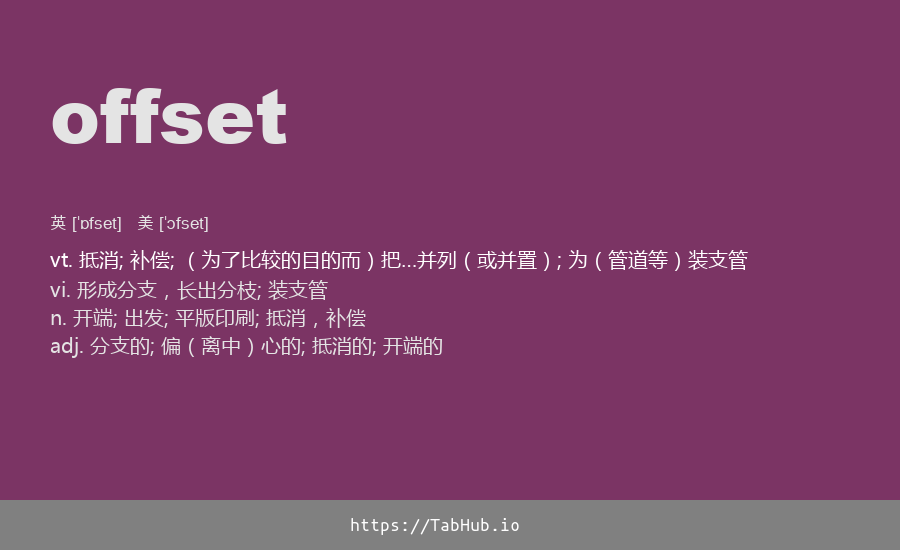 offset
英 ['ɒfset] 美 ['ɔfset]
vt. 抵消; 补偿; （为了比较的目的而）把…并列（或并置）; 为（管道等）装支管
vi. 形成分支，长出分枝; 装支管
n. 开端; 出发; 平版印刷; 抵消，补偿
adj. 分支的; 偏（离中）心的; 抵消的; 开端的
https://TabHub.io